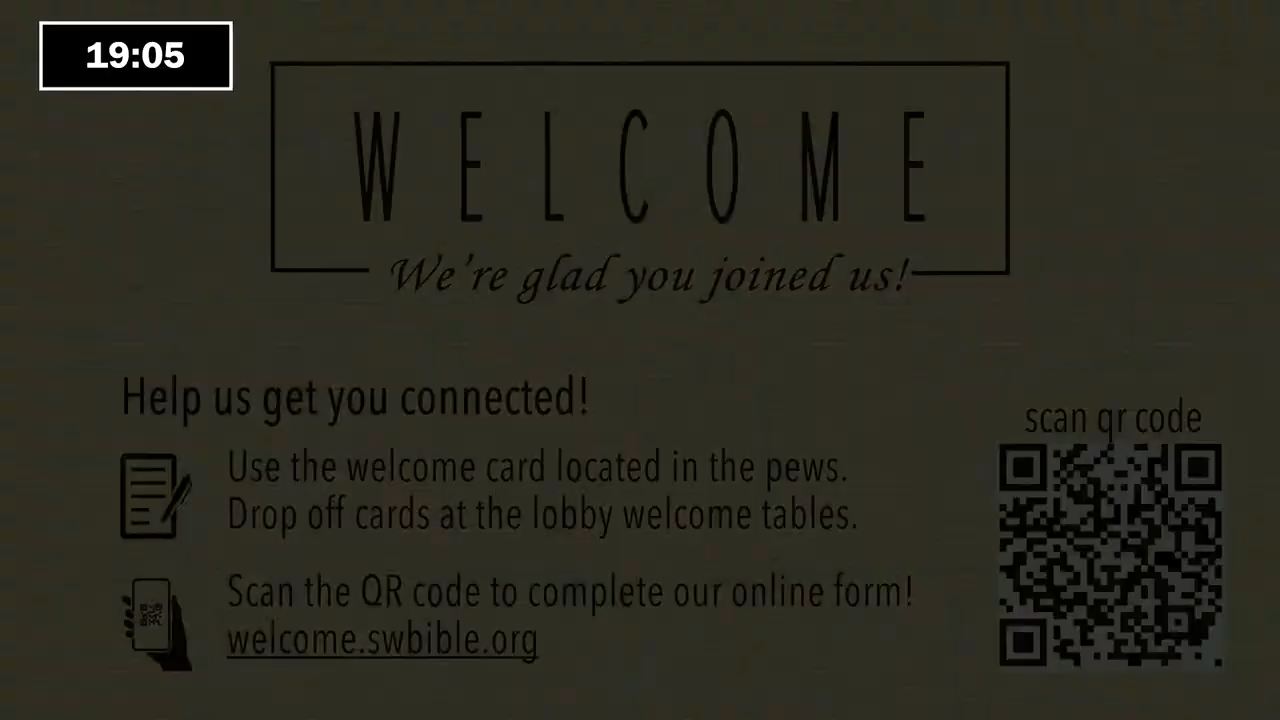 19:05
WELCOME
We're glad you joined us!
Help us get you connected!
Use the welcome card located in the pews.
Drop off cards at the lobby welcome tables.
Scan the QR code to complete our online form!
welcome.swbible.org
scan qr code